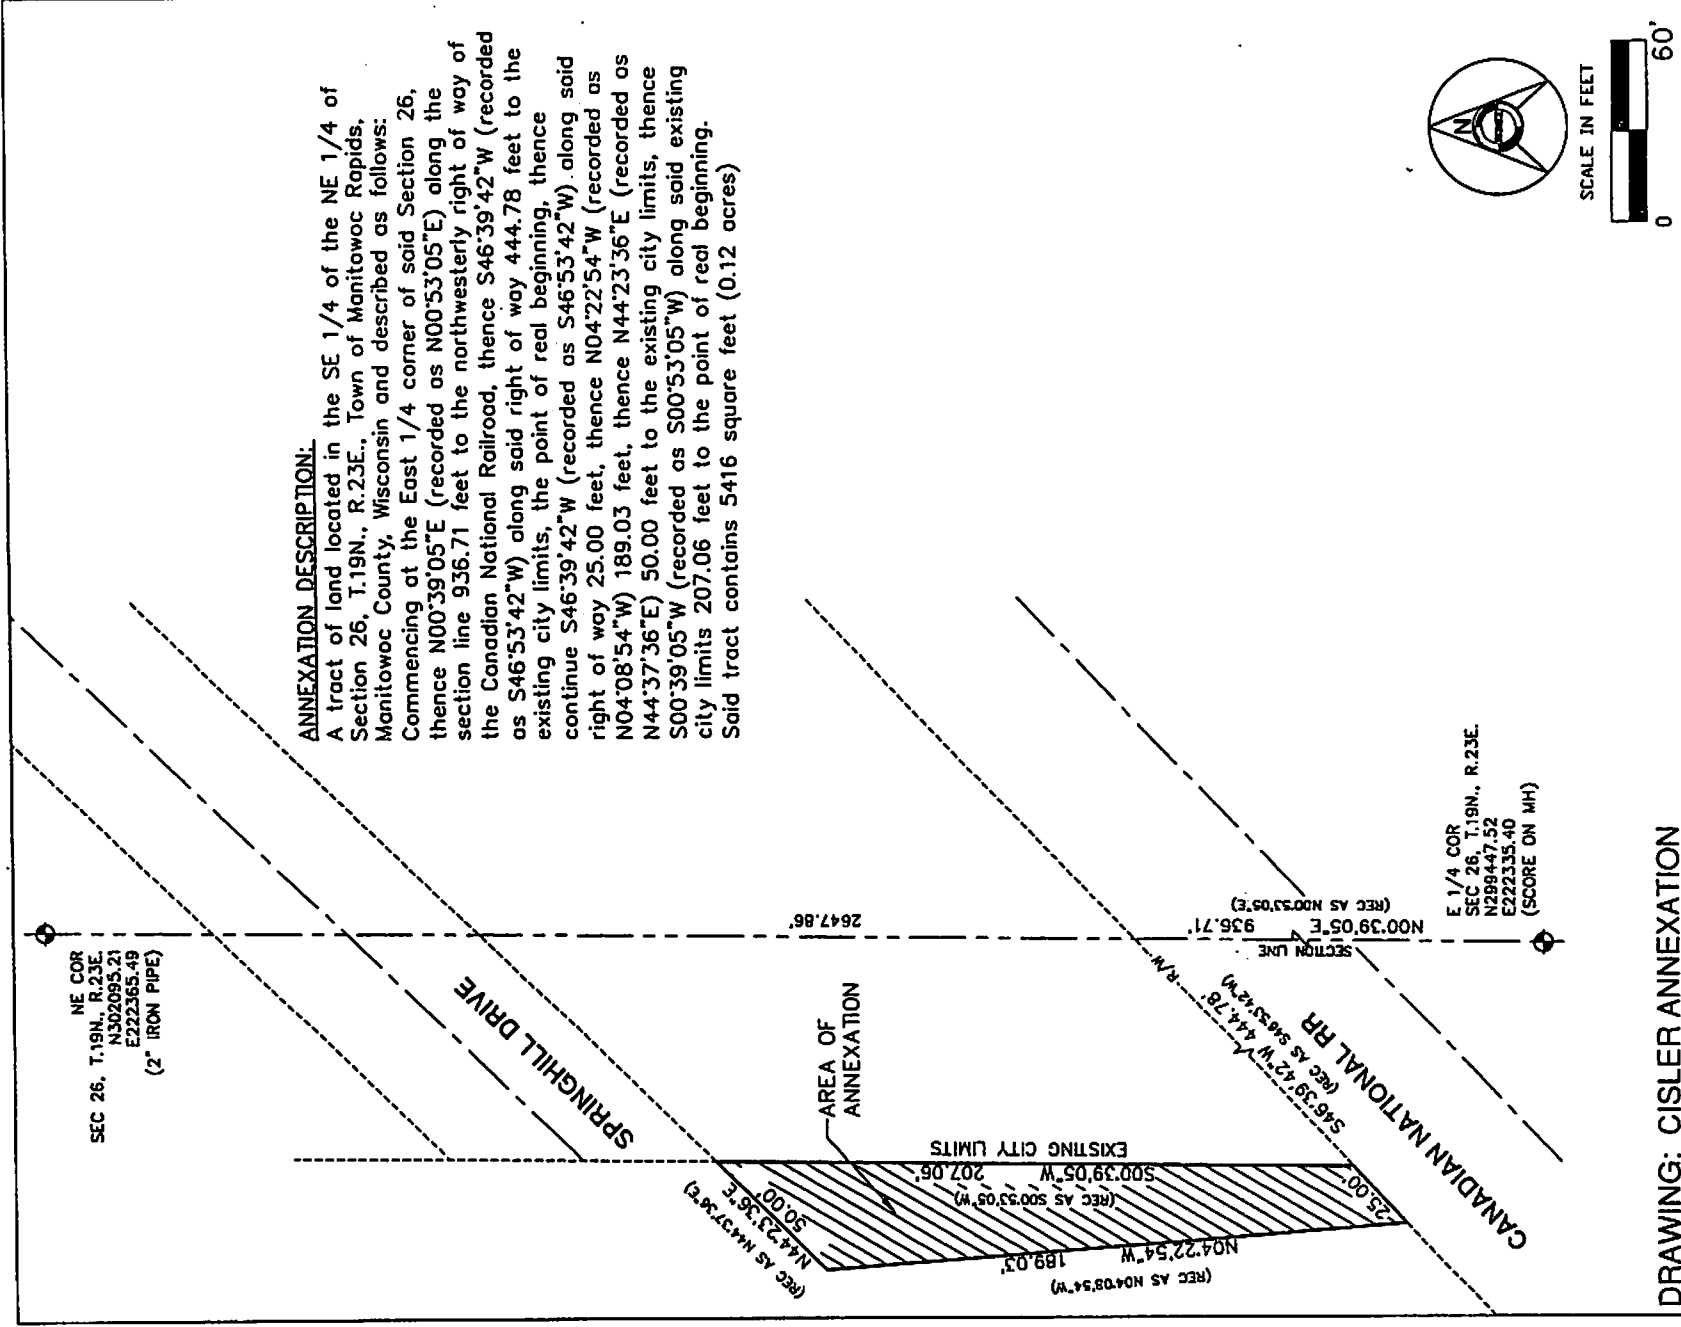 ANNEXATION DESCRIPTION:
A tract of land located in the SE 1/4 of the NE 1/4 of
Section 26, T.19N., R.23E., Town of Manitowoc Rapids,
Manitowoc County, Wisconsin and described as follows:
Commencing at the East 1/4 corner of said Section 26,
thence N00°39'05"E (recorded as N00°53'05"E) along the
section line 936.71 feet to the northwesterly right of way of
the Canadian National Railroad, thence S46°39'42"W (recorded
as S46°53'42"W) along said right of way 444.78 feet to the
existing city limits, the point of real beginning, thence
continue S46°39'42"W (recorded as S46°53'42"W) along said
right of way 25.00 feet, thence N04°22'54"W (recorded as
N04°08'54"W) 189.03 feet, thence N44°23'36"E (recorded as
N44°37'36"E) 50.00 feet to the existing city limits, thence
S00°39'05"W (recorded as S00°53'05"W) along said existing
city limits 207.06 feet to the point of real beginning.
Said tract contains 5416 square feet (0.12 acres)
NE COR
SEC 26, T.19N., R.23E.
N302095.21
E222365.49
(2" IRON PIPE)
SPRINGHILL DRIVE
2647.86'
AREA OF
ANNEXATION
EXISTING CITY LIMITS
S00°39'05"W 207.06'
(REC AS S00°53'05"W)
(REC AS N44°37'36"E)
N44°23'36"E
50.00'
N04°22'54"W 189.03'
(REC AS N04°08'54"W)
25.00'
R/W
S46°39'42"W 444.78'
(REC AS S46°53'42"W)
CANADIAN NATIONAL RR
SECTION LINE
N00°39'05"E 936.71'
(REC AS N00°53'05"E)
E 1/4 COR
SEC 26, T.19N., R.23E.
N299447.52
E222335.40
(SCORE ON MH)
N
SCALE IN FEET
0 60'
DRAWING: CISLER ANNEXATION